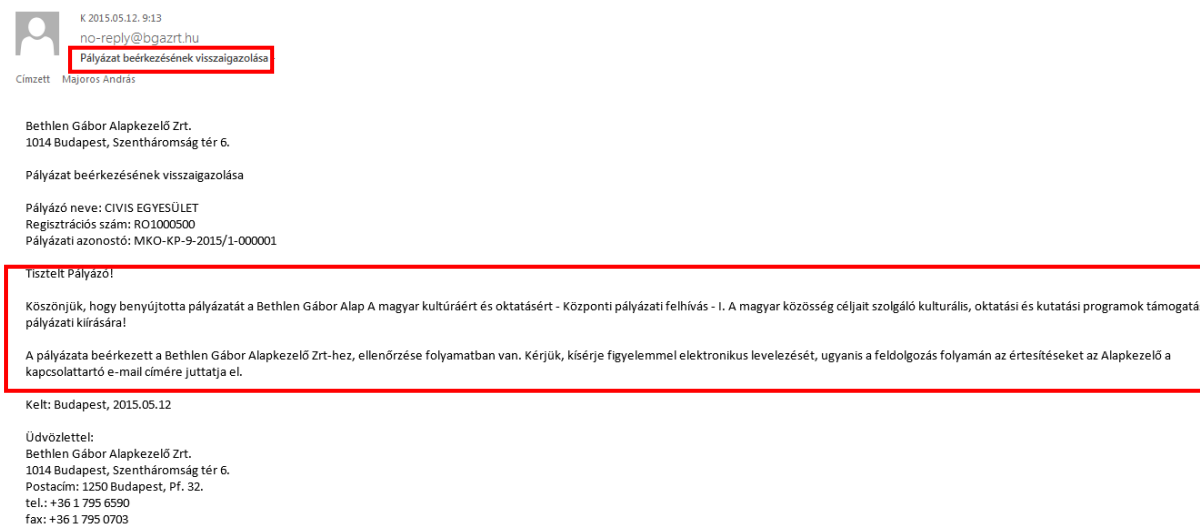 K 2015.05.12. 9:13
no-reply@bgazrt.hu
Pályázat beérkezésének visszaigazolása
Címzett Majoros András
Bethlen Gábor Alapkezelő Zrt.
1014 Budapest, Szentháromság tér 6.
Pályázat beérkezésének visszaigazolása
Pályázó neve: CIVIS EGYESÜLET
Regisztrációs szám: RO1000500
Pályázati azonostó: MKO-KP-9-2015/1-000001
Tisztelt Pályázó!
Köszönjük, hogy benyújtotta pályázatát a Bethlen Gábor Alap A magyar kultúráért és oktatásért - Központi pályázati felhívás - I. A magyar közösség céljait szolgáló kulturális, oktatási és kutatási programok támogatá
pályázati kiírására!
A pályázata beérkezett a Bethlen Gábor Alapkezelő Zrt-hez, ellenőrzése folyamatban van. Kérjük, kísérje figyelemmel elektronikus levelezését, ugyanis a feldolgozás folyamán az értesítéseket az Alapkezelő a
kapcsolattartó e-mail címére juttatja el.
Kelt: Budapest, 2015.05.12
Üdvözlettel:
Bethlen Gábor Alapkezelő Zrt.
1014 Budapest, Szentháromság tér 6.
Postacím: 1250 Budapest, Pf. 32.
tel.: +36 1 795 6590
fax: +36 1 795 0703